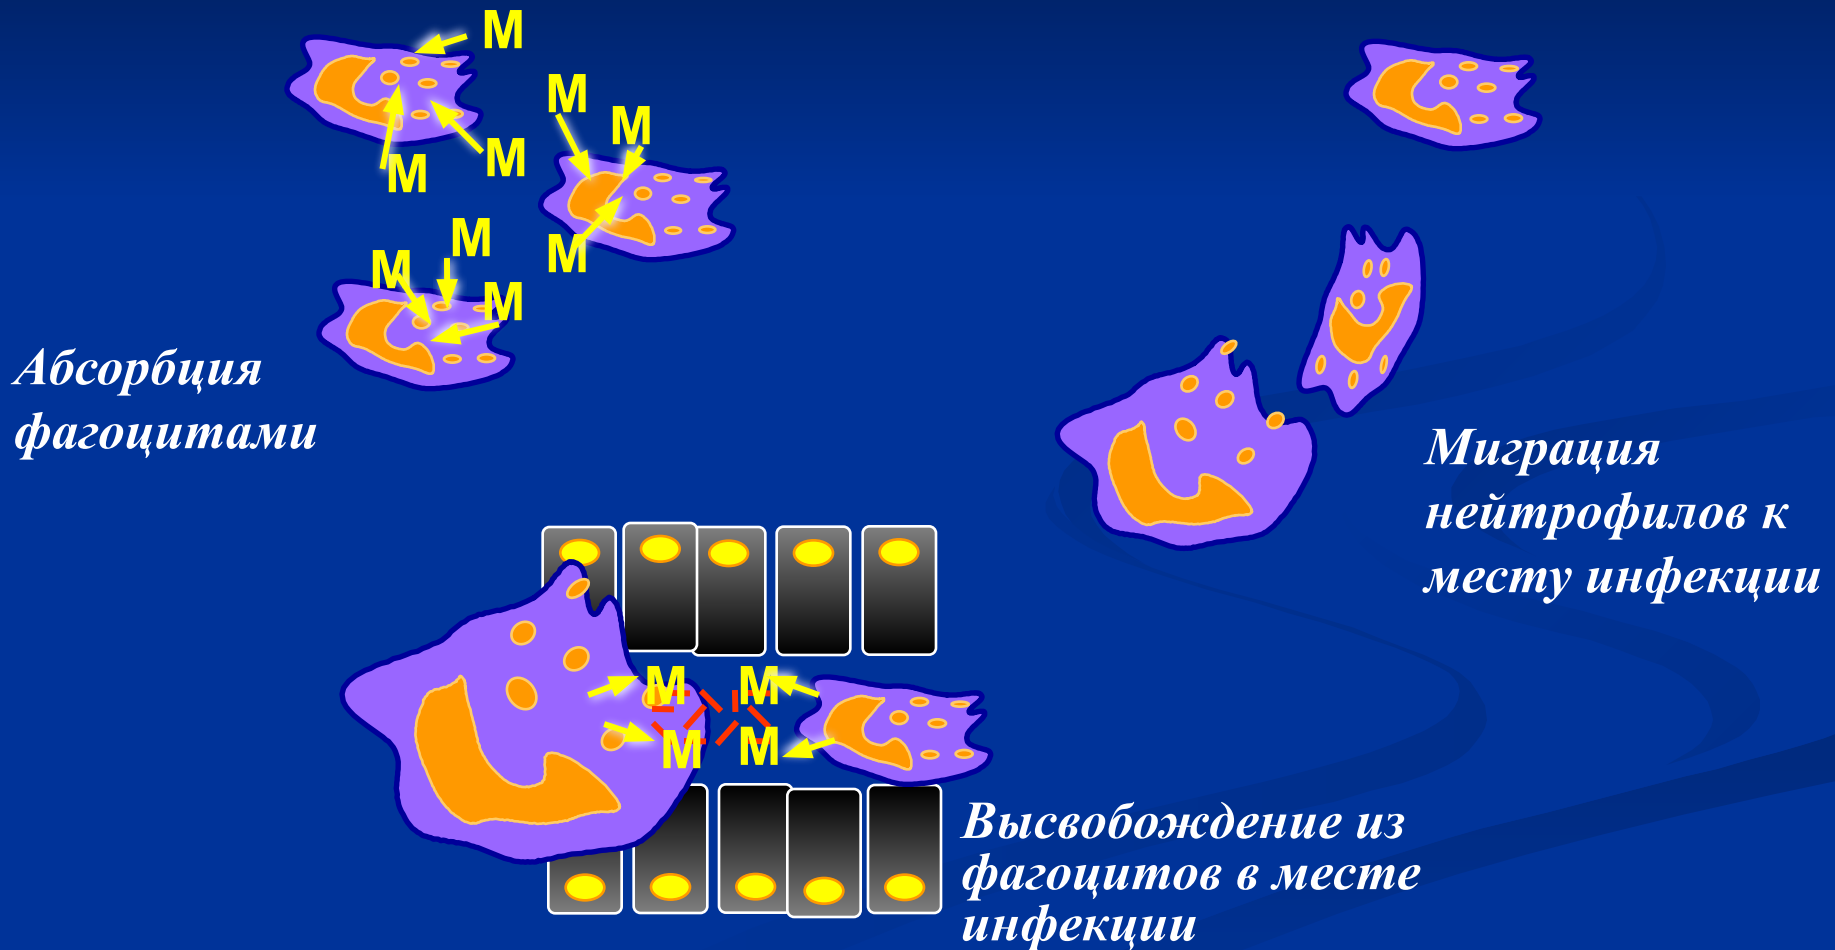 M
M
M
M
M
M
M
M
M
M
Абсорбция
фагоцитами
Миграция
нейтрофилов к
месту инфекции
M
M
M
M
Высвобождение из
фагоцитов в месте
инфекции